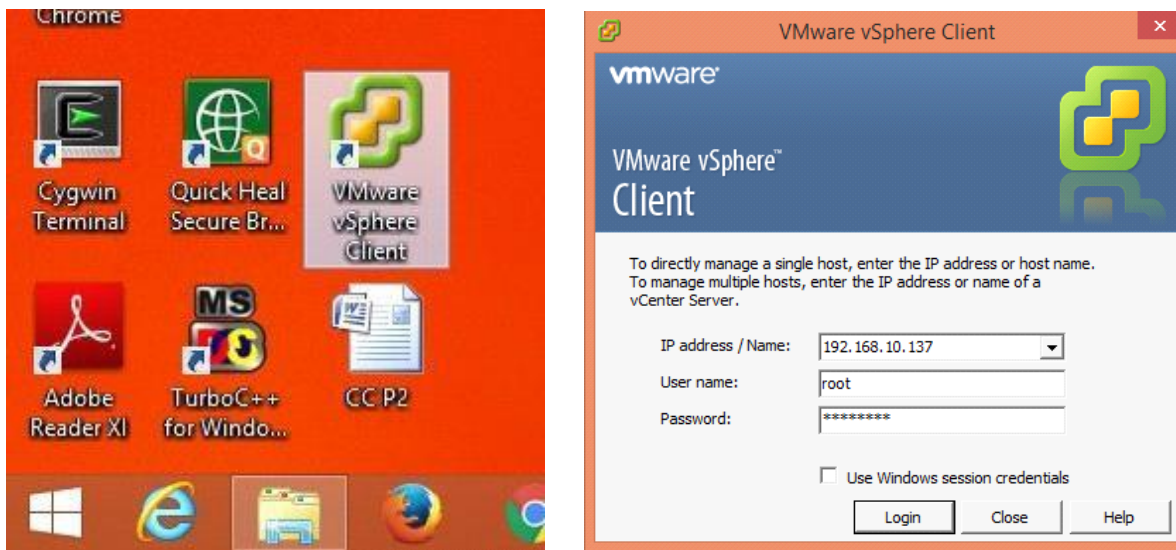 Chrome
Cygwin
Terminal
Quick Heal
Secure Br...
VMware
vSphere
Client
Adobe
Reader XI
MS
TurboC++
for Windo...
CC P2
VMware vSphere Client
vmware
VMware vSphere™
Client
To directly manage a single host, enter the IP address or host name.
To manage multiple hosts, enter the IP address or name of a
vCenter Server.
IP address / Name: 192.168.10.137
User name: root
Password: ********
Use Windows session credentials
Login Close Help